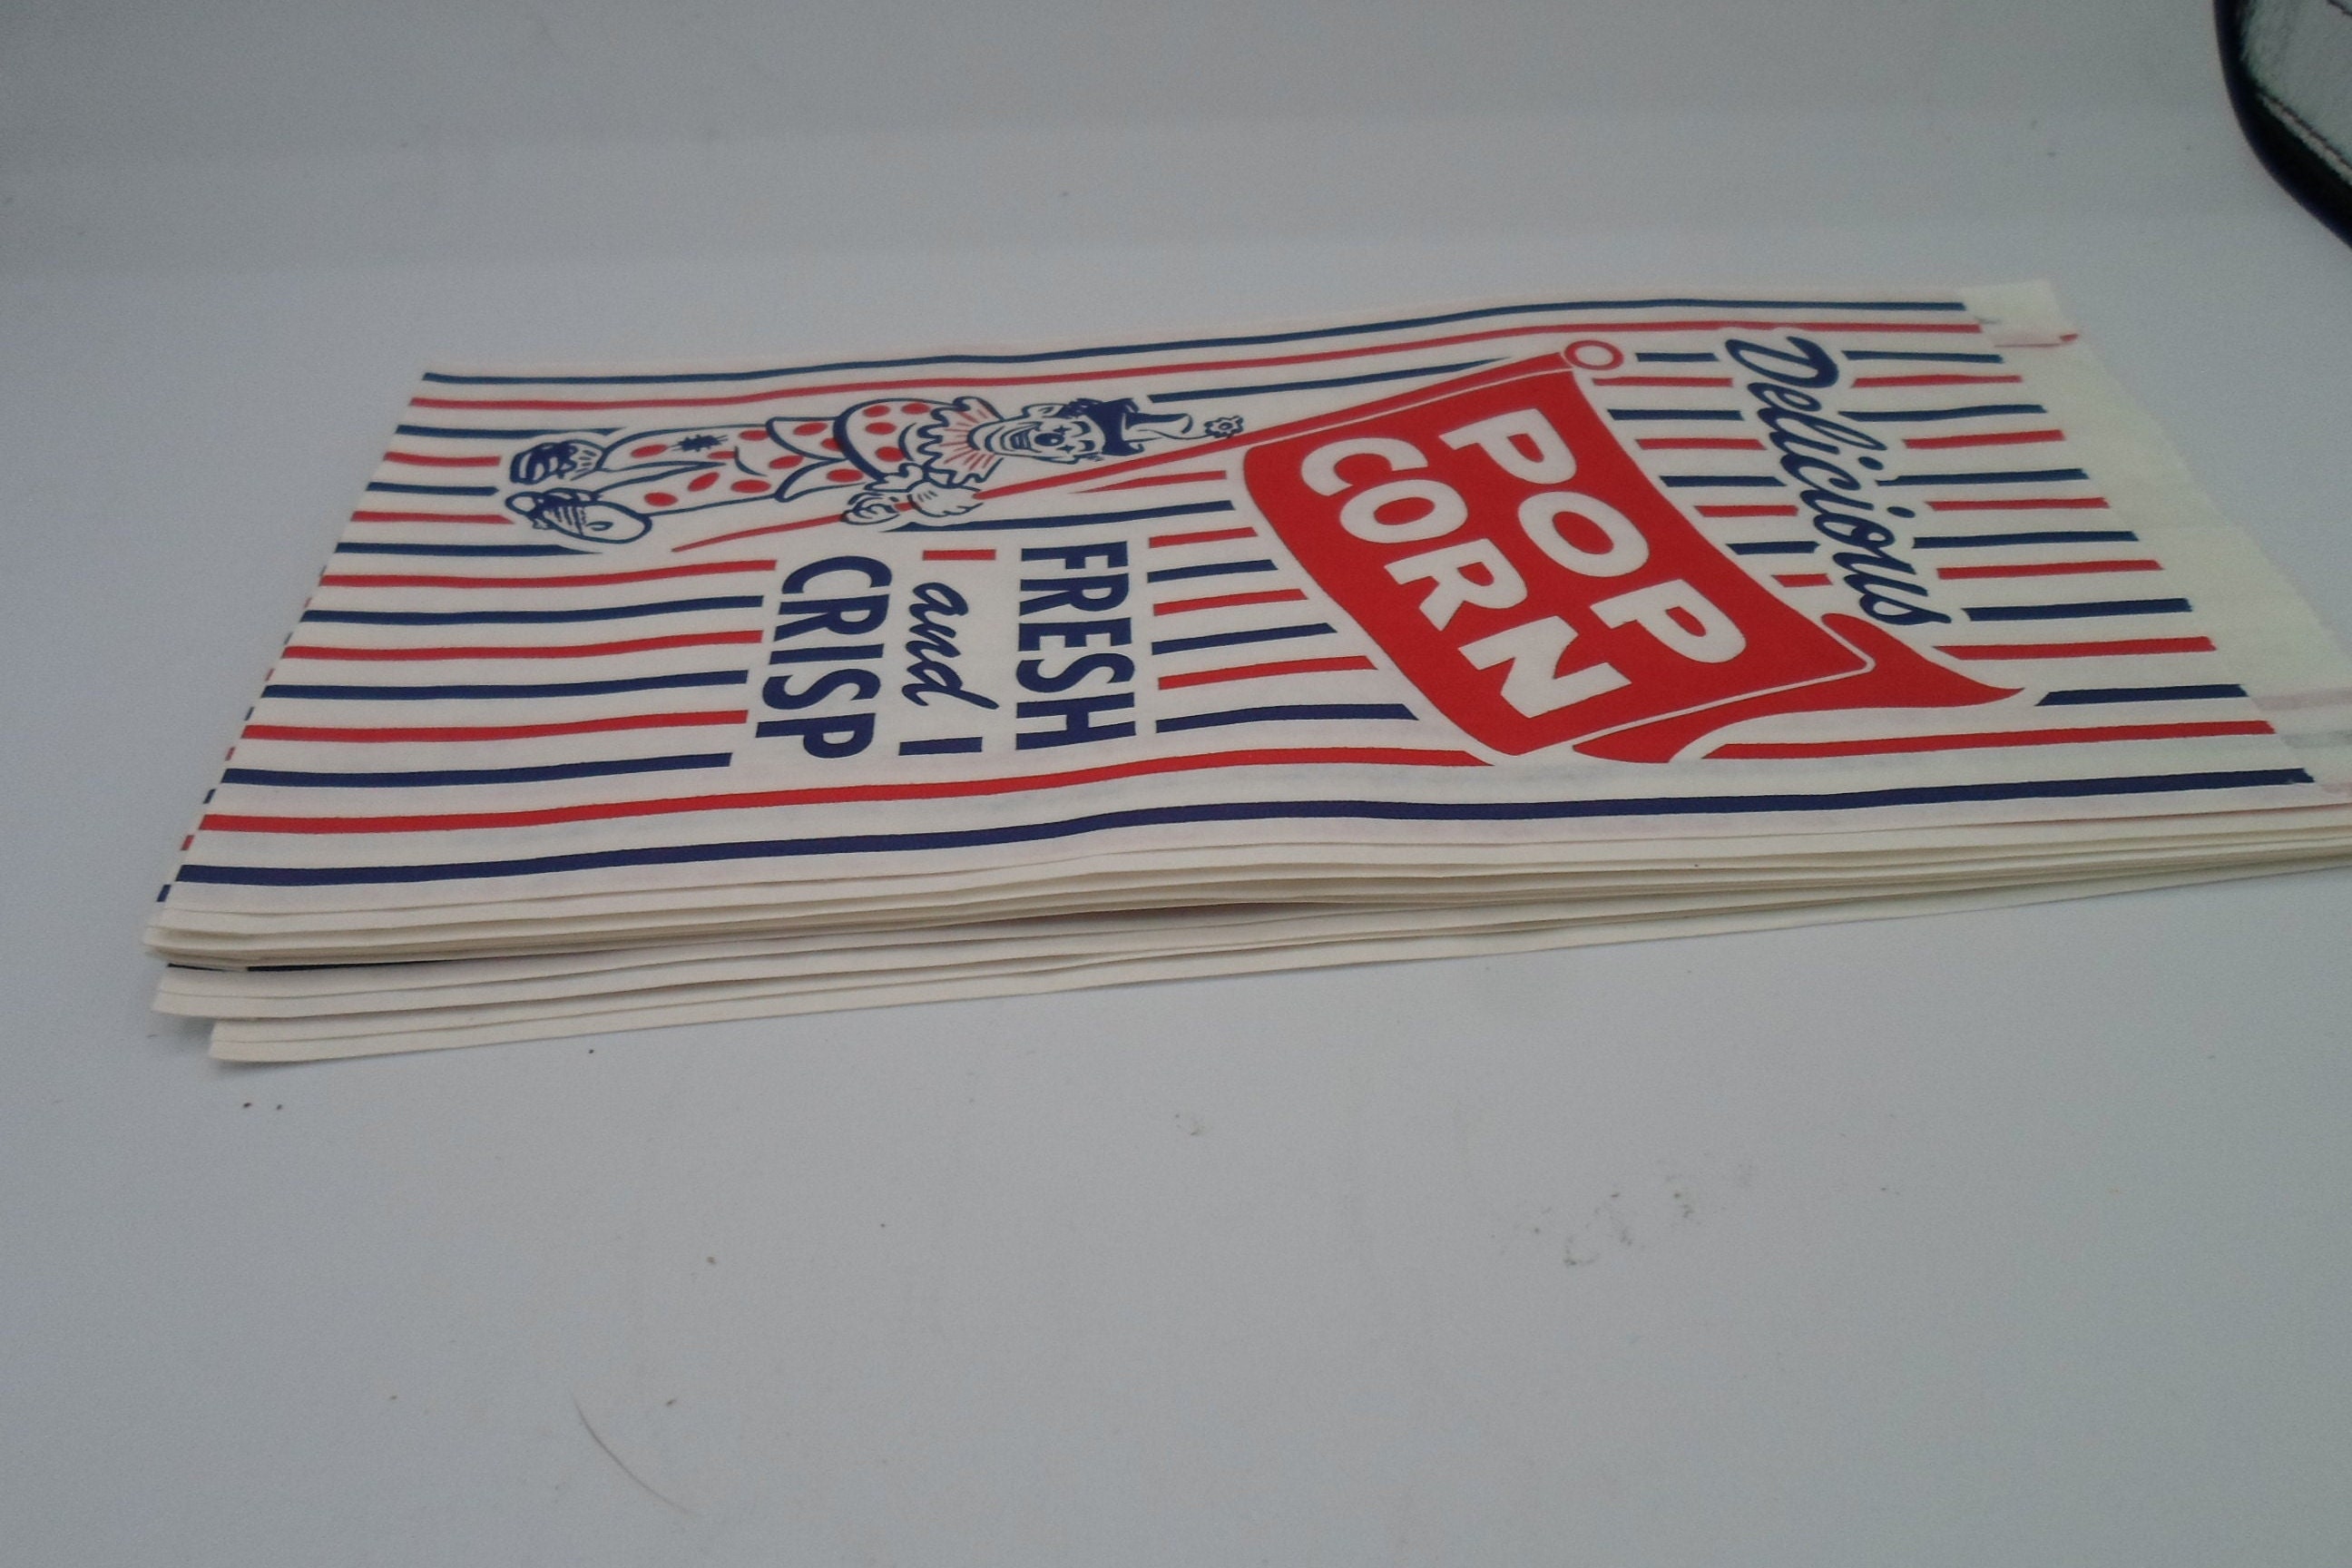 Delicious
POP
CORN
FRESH
and
CRISP